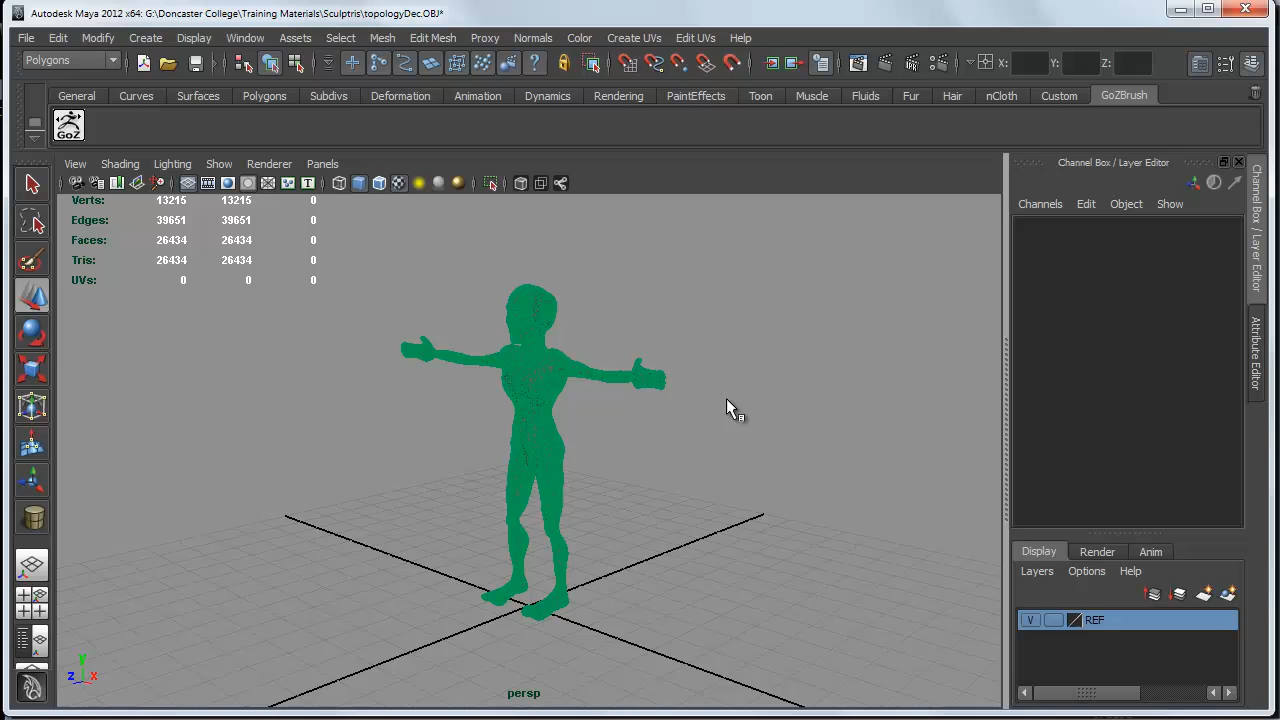 Autodesk Maya 2012 x64: G:\Doncaster College\Training Materials\Sculptris\topologyDec.OBJ*
File Edit Modify Create Display Window Assets Select Mesh Edit Mesh Proxy Normals Color Create UVs Edit UVs Help
Polygons X: Y: Z:
General Curves Surfaces Polygons Subdivs Deformation Animation Dynamics Rendering PaintEffects Toon Muscle Fluids Fur Hair nCloth Custom GoZBrush
GoZ
View Shading Lighting Show Renderer Panels
Channel Box / Layer Editor
Channels Edit Object Show
Verts: 13215 13215 0
Edges: 39651 39651 0
Faces: 26434 26434 0
Tris: 26434 26434 0
UVs: 0 0 0
Channel Box / Layer Editor
Attribute Editor
Display Render Anim
Layers Options Help
V REF
y
z x
persp